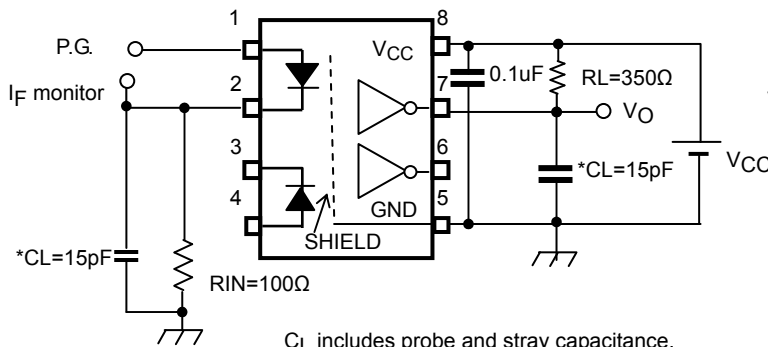 1
8
P.G.
VCC
0.1uF
RL=350Ω
IF monitor
2
7
VO
3
6
*CL=15pF
VCC
4
5
GND
SHIELD
*CL=15pF
RIN=100Ω
CL includes probe and stray capacitance.